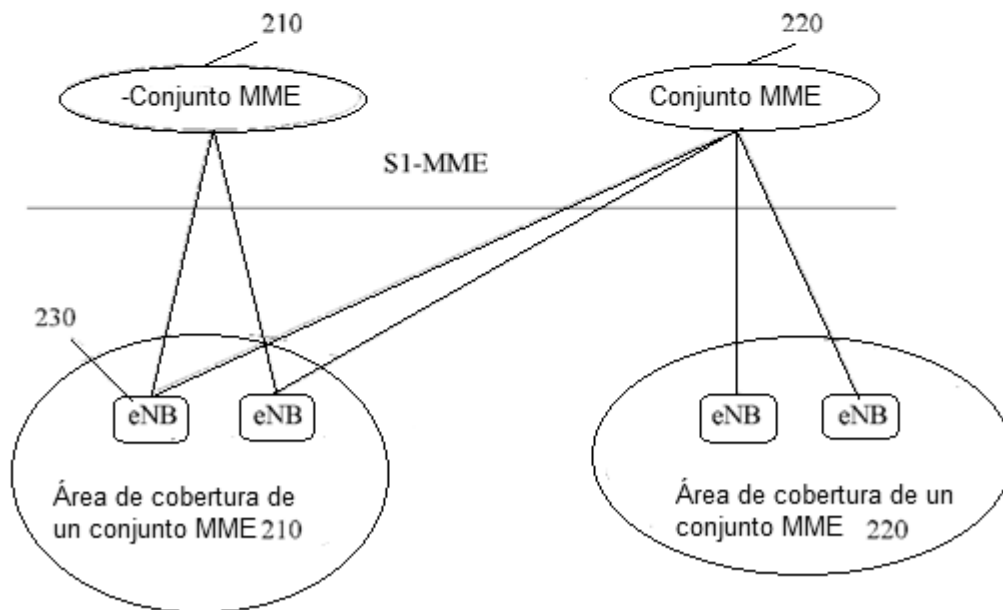 210
220
-Conjunto MME
Conjunto MME
S1-MME
230
eNB
eNB
eNB
eNB
Área de cobertura de
un conjunto MME 210
Área de cobertura de un
conjunto MME 220